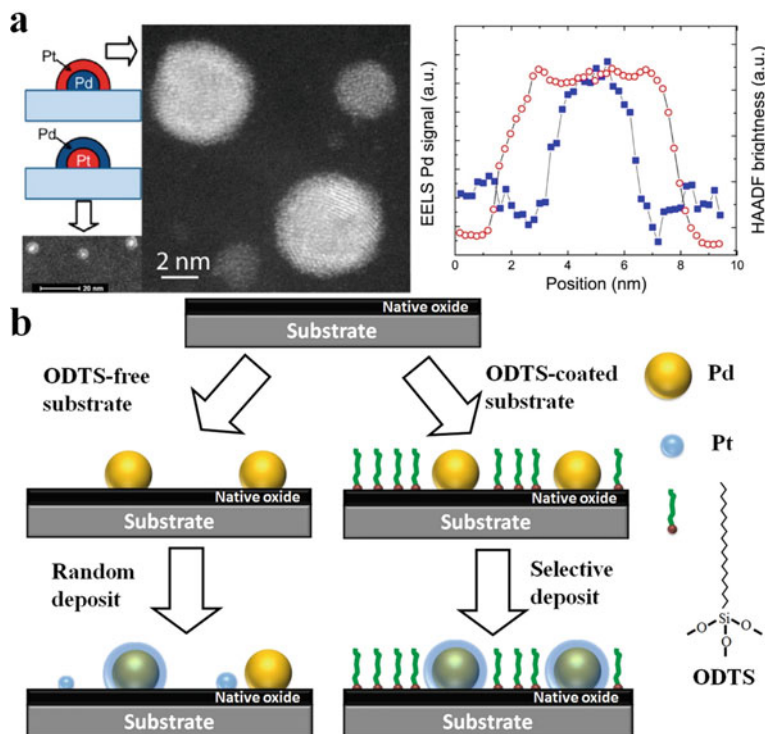 a
Pt
Pd
Pd
Pt
20 nm
2 nm
EELS Pd signal (a.u.)
HAADF brightness (a.u.)
0 2 4 6 8 10
Position (nm)
b
Native oxide
Substrate
ODTS-free
substrate
ODTS-coated
substrate
Pd
Pt
Native oxide
Substrate
Native oxide
Substrate
Random
deposit
Selective
deposit
Si
O
O
O
ODTS
Native oxide
Substrate
Native oxide
Substrate